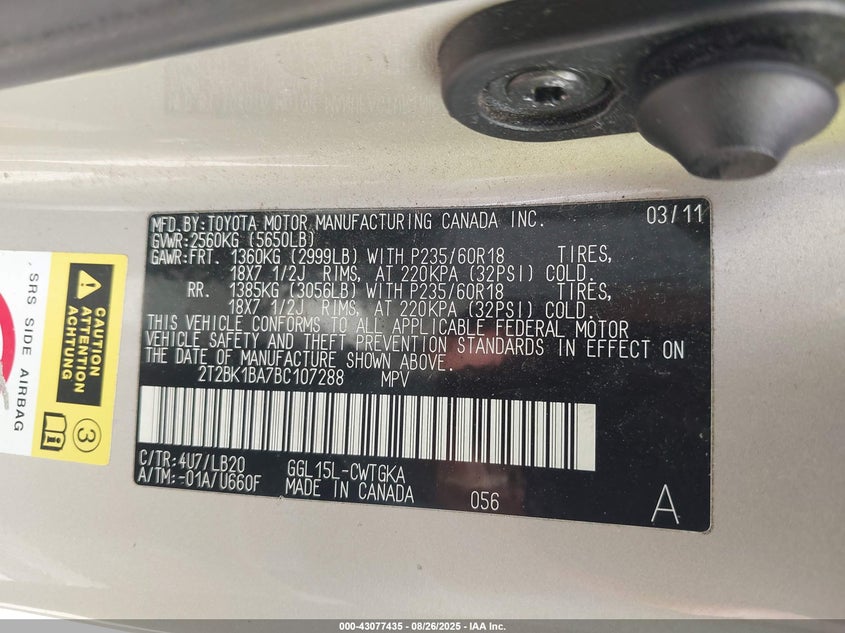 MFD.BY:TOYOTA MOTOR MANUFACTURING CANADA INC. 03/11
GVWR:2560KG (5650LB)
GAWR:FRT. 1360KG (2999LB) WITH P235/60R18 TIRES,
18X7 1/2J RIMS, AT 220KPA (32PSI) COLD.
RR. 1385KG (3056LB) WITH P235/60R18 TIRES,
18X7 1/2J RIMS, AT 220KPA (32PSI) COLD.
THIS VEHICLE CONFORMS TO ALL APPLICABLE FEDERAL MOTOR
VEHICLE SAFETY AND THEFT PREVENTION STANDARDS IN EFFECT ON
THE DATE OF MANUFACTURE SHOWN ABOVE.
2T2BK1BA7BC107288 MPV
C/TR:4U7/LB20 GGL15L-CWTGKA
A/TM:-01A/U660F MADE IN CANADA 056 A
SRS SIDE AIRBAG
CAUTION
ATTENTION
ACHTUNG
3
000-43077435 - 08/26/2025 - IAA Inc.